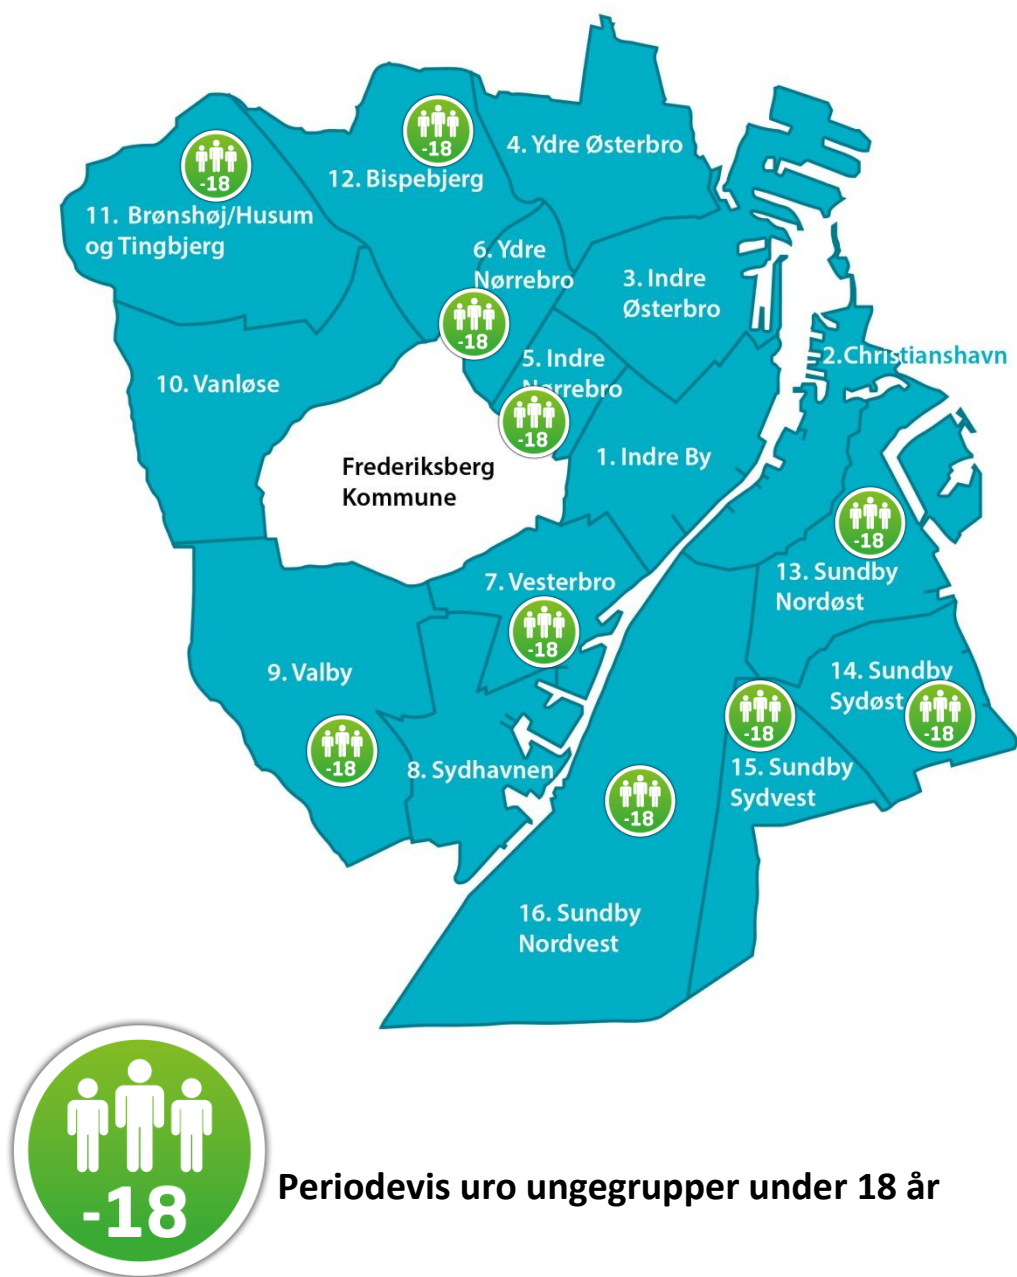 4. Ydre Østerbro
-18
-18
12. Bispebjerg
11. Brønshøj/Husum
og Tingbjerg
6. Ydre
Nørrebro
3. Indre
Østerbro
-18
5. Indre
Nørrebro
2.Christianshavn
10. Vanløse
-18
1. Indre By
Frederiksberg
Kommune
-18
13. Sundby
Nordøst
7. Vesterbro
-18
9. Valby
14. Sundby
Sydøst
-18
-18
-18
8. Sydhavnen
15. Sundby
Sydvest
-18
16. Sundby
Nordvest
-18
Periodevis uro ungegrupper under 18 år